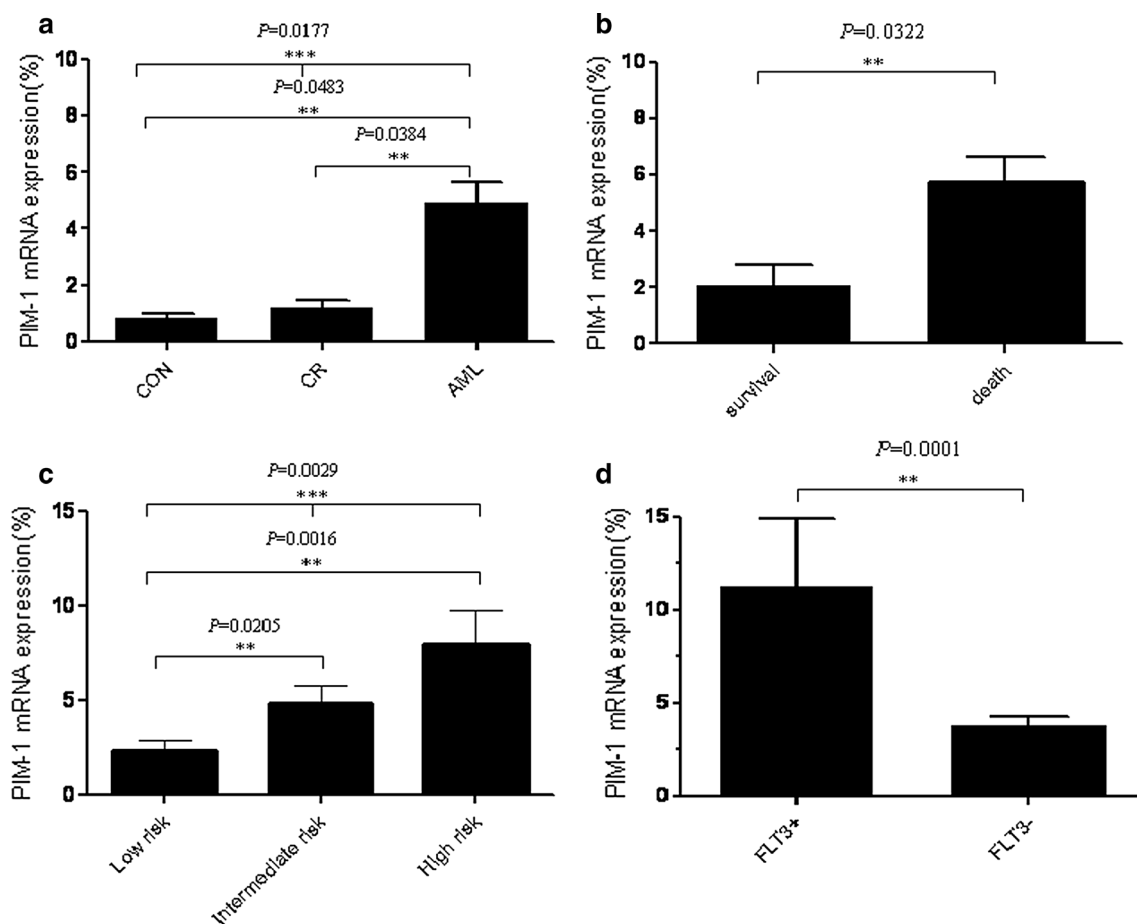 a
P=0.0177
***
P=0.0483
**
P=0.0384
**
PIM-1 mRNA expression(%)
10
8
6
4
2
0
CON
CR
AML
b
P=0.0322
**
PIM-1 mRNA expression(%)
10
8
6
4
2
0
survival
death
c
P=0.0029
***
P=0.0016
**
P=0.0205
**
PIM-1 mRNA expression(%)
15
10
5
0
Low risk
Intermediate risk
High risk
d
P=0.0001
**
PIM-1 mRNA expression(%)
15
10
5
0
FLT3+
FLT3-